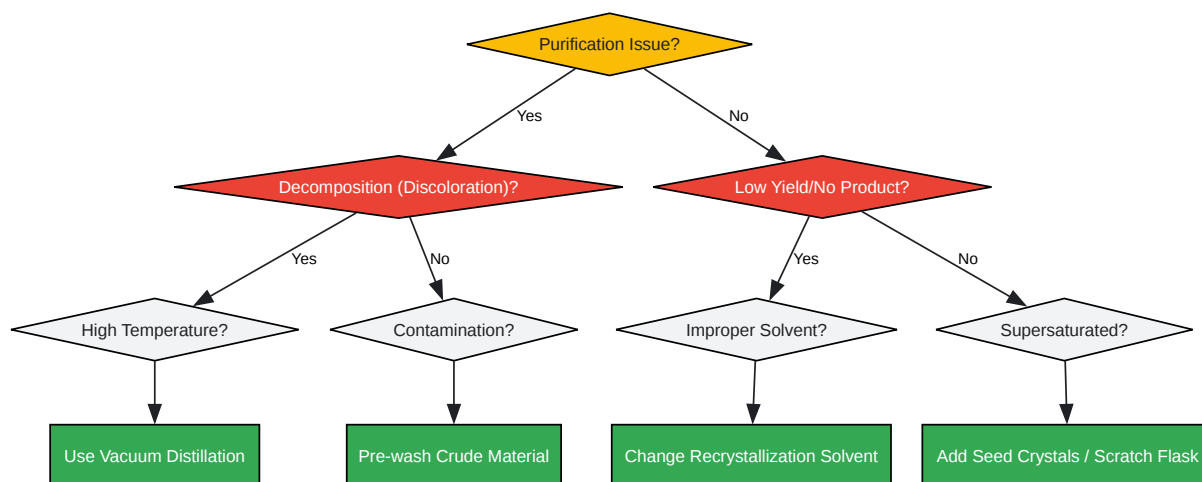 Purification Issue?
Yes
No
Decomposition (Discoloration)?
Low Yield/No Product?
Yes
No
Yes
No
High Temperature?
Contamination?
Improper Solvent?
Supersaturated?
Use Vacuum Distillation
Pre-wash Crude Material
Change Recrystallization Solvent
Add Seed Crystals / Scratch Flask